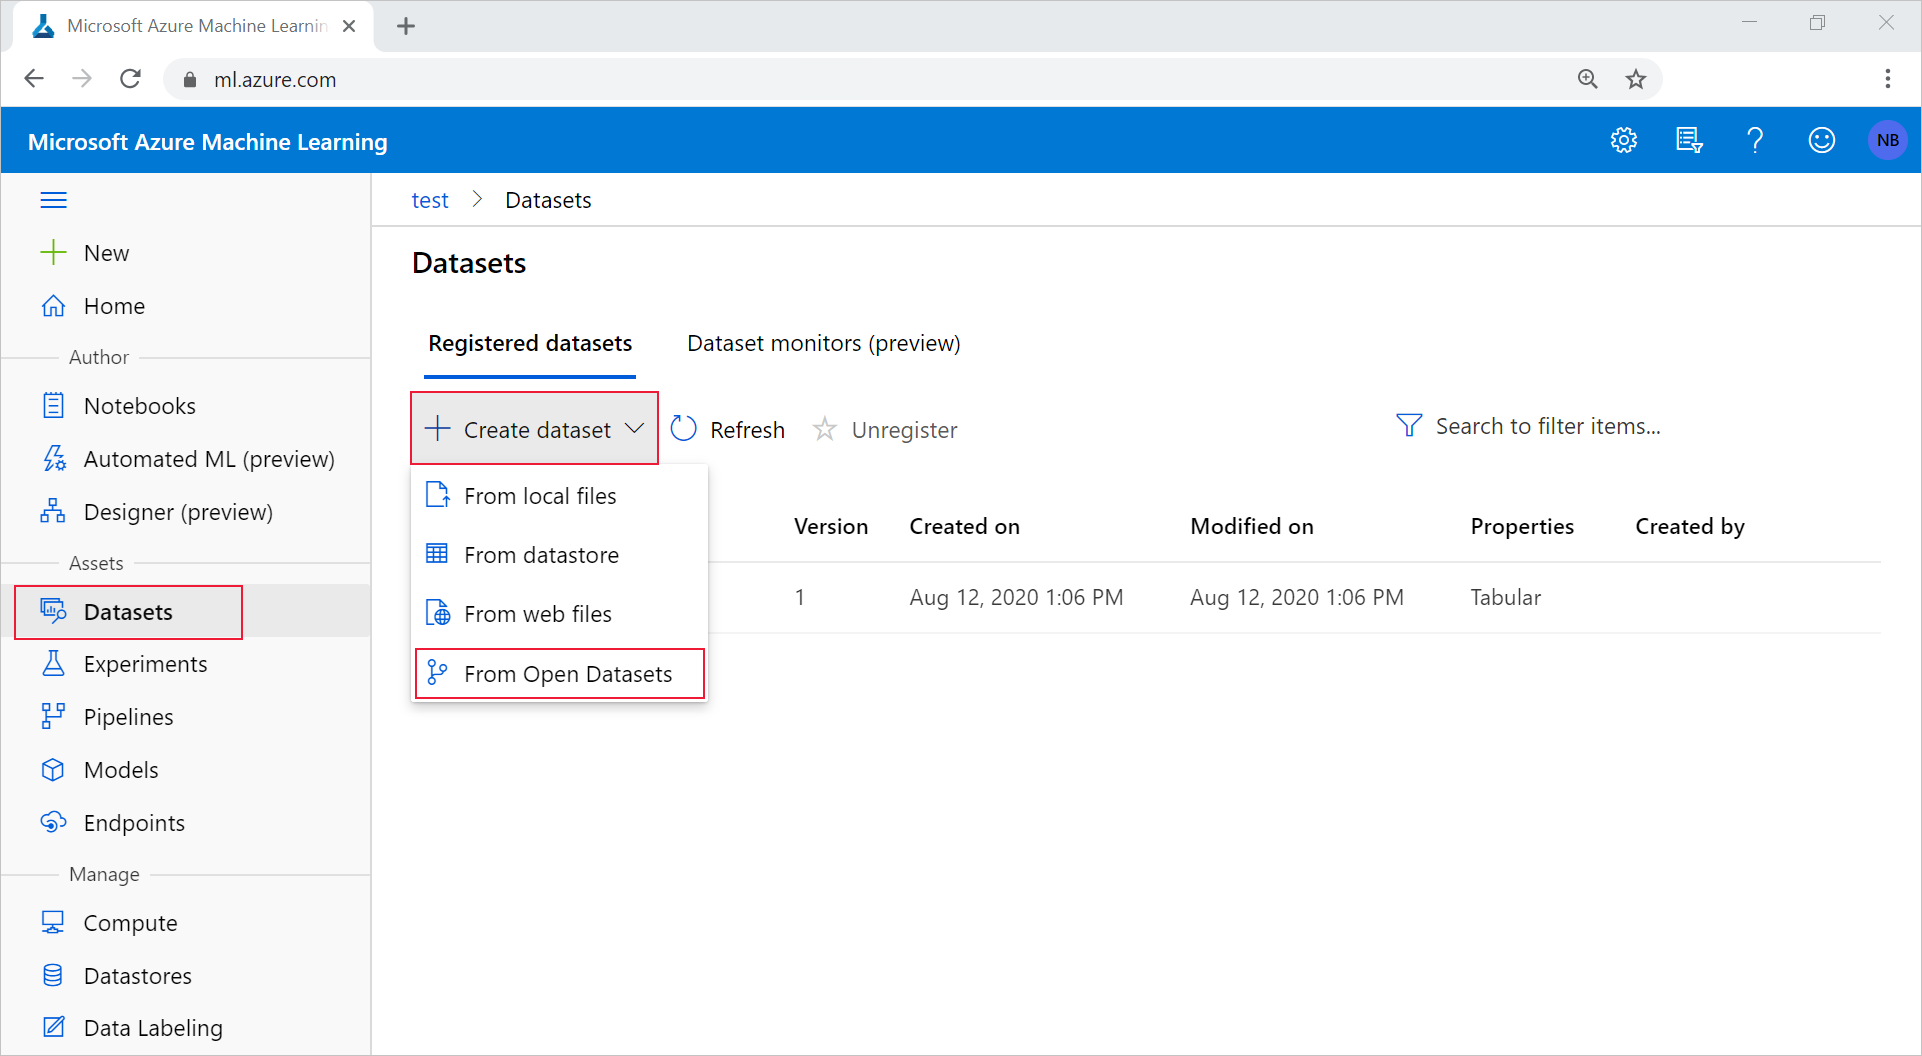 Microsoft Azure Machine Learnin
ml.azure.com
Microsoft Azure Machine Learning
NB
test > Datasets
New
Home
Author
Notebooks
Automated ML (preview)
Designer (preview)
Assets
Datasets
Experiments
Pipelines
Models
Endpoints
Manage
Compute
Datastores
Data Labeling
Datasets
Registered datasets Dataset monitors (preview)
Create dataset Refresh Unregister Search to filter items...
From local files
From datastore
From web files
From Open Datasets
Version Created on Modified on Properties Created by
1 Aug 12, 2020 1:06 PM Aug 12, 2020 1:06 PM Tabular